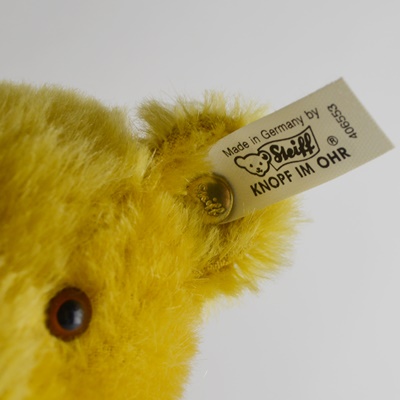 Made in Germany by
Steiff ®
KNOPF IM OHR
406553